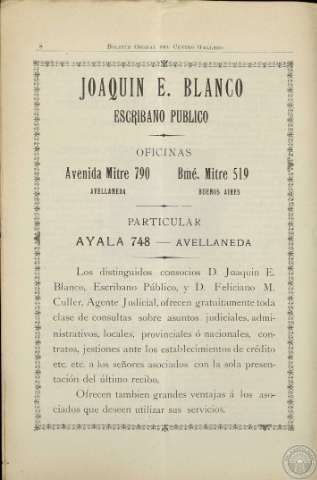 8 BOLETIN OFICIAL DEL CENTRO GALLEGO
JOAQUIN E. BLANCO
ESCRIBANO PUBLICO
OFICINAS
Avenida Mitre 790 Bmé. Mitre 519
AVELLANEDA BUENOS AIRES
PARTICULAR
AYALA 748 — AVELLANEDA
Los distinguidos consocios D. Joaquin E.
Blanco, Escribano Público, y D. Feliciano M.
Culler, Agente Judicial, ofrecen gratuitamente toda
clase de consultas sobre asuntos judiciales, admi-
nistrativos, locales, provinciales ó nacionales, con-
tratos, jestiones ante los establecimientos de crédito
etc. etc. a los señores asociados con la sola presen-
tación del último recibo.
Ofrecen tambien grandes ventajas á los aso-
ciados que deseen utilizar sus servicios.